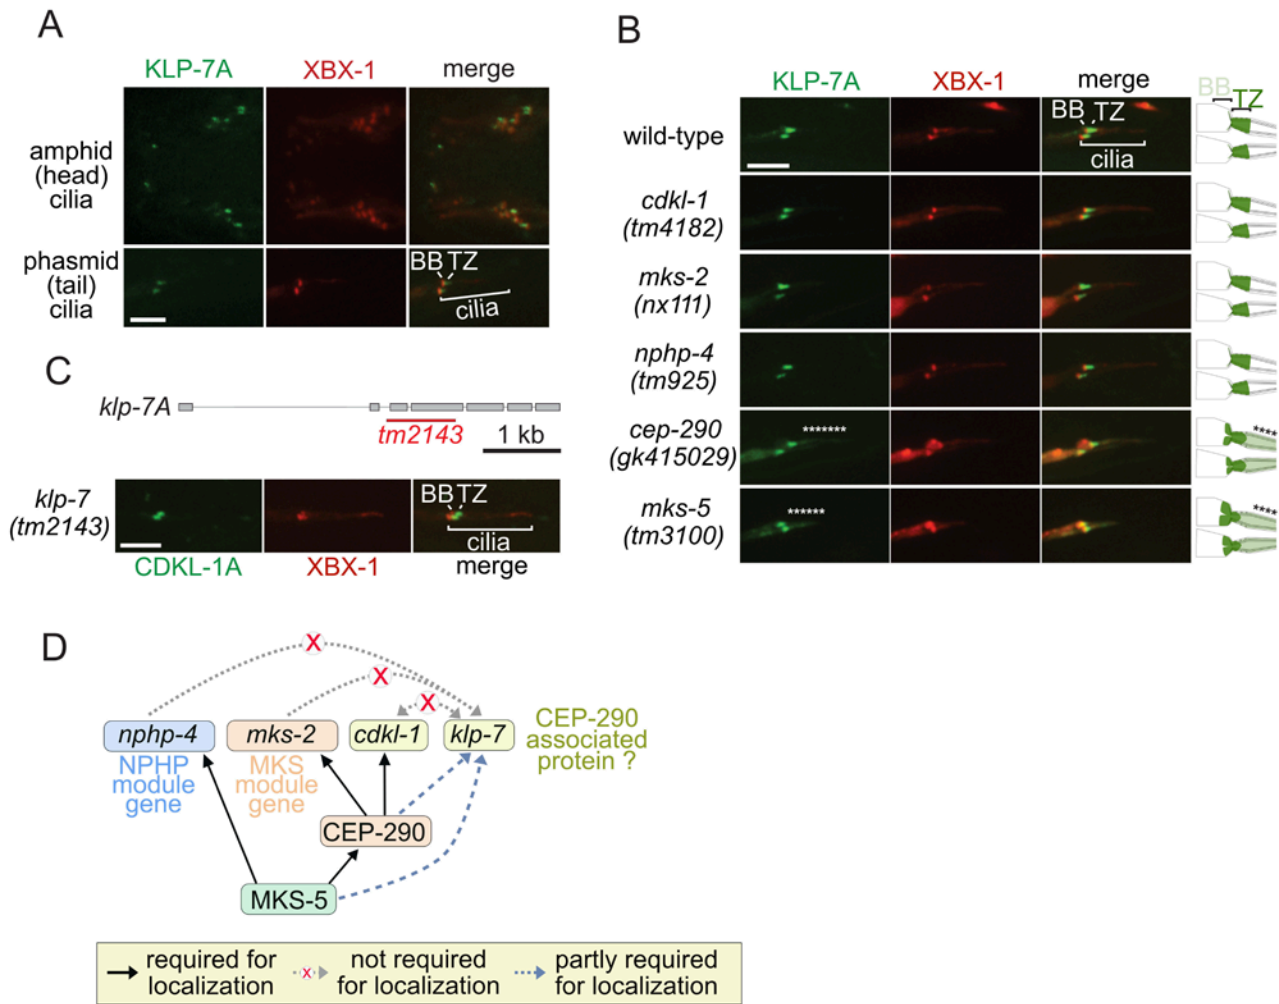 A
KLP-7A XBX-1 merge
amphid
(head)
cilia
phasmid
(tail)
cilia
BB TZ
cilia
B
KLP-7A XBX-1 merge
BB
TZ
wild-type
BB TZ
cilia
cdkl-1
(tm4182)
mks-2
(nx111)
nphp-4
(tm925)
cep-290
(gk415029)
*******
****
mks-5
(tm3100)
******
****
C
klp-7A
tm2143
1 kb
klp-7
(tm2143)
BB TZ
cilia
CDKL-1A XBX-1 merge
D
X
X
X
nphp-4 mks-2 cdkl-1 klp-7
CEP-290
associated
protein ?
NPHP
module
gene
MKS
module
gene
CEP-290
MKS-5
required for
localization
x not required
for localization
partly required
for localization